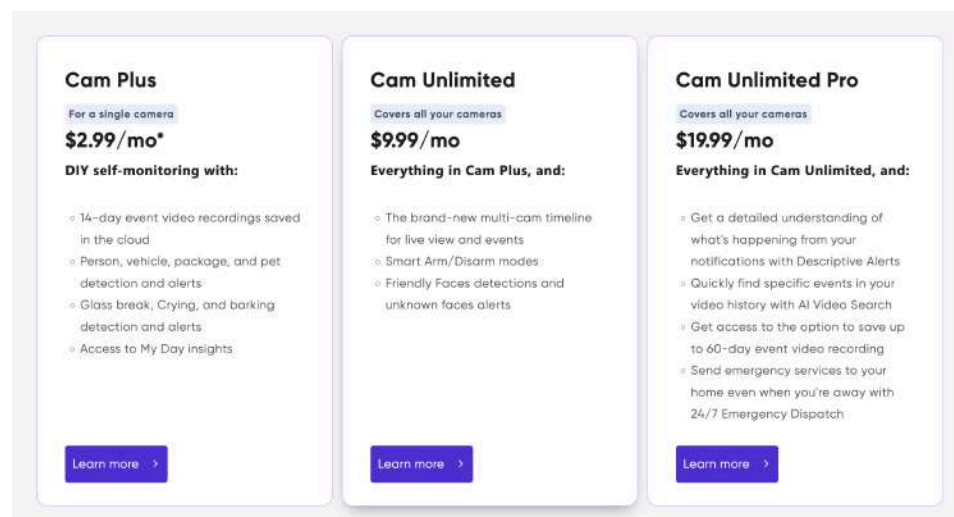 Cam Plus
For a single camera
$2.99/mo*
DIY self-monitoring with:
14-day event video recordings saved
in the cloud
Person, vehicle, package, and pet
detection and alerts
Glass break, Crying, and barking
detection and alerts
Access to My Day insights
Learn more >
Cam Unlimited
Covers all your cameras
$9.99/mo
Everything in Cam Plus, and:
The brand-new multi-cam timeline
for live view and events
Smart Arm/Disarm modes
Friendly Faces detections and
unknown faces alerts
Learn more >
Cam Unlimited Pro
Covers all your cameras
$19.99/mo
Everything in Cam Unlimited, and:
Get a detailed understanding of
what's happening from your
notifications with Descriptive Alerts
Quickly find specific events in your
video history with AI Video Search
Get access to the option to save up
to 60-day event video recording
Send emergency services to your
home even when you're away with
24/7 Emergency Dispatch
Learn more >